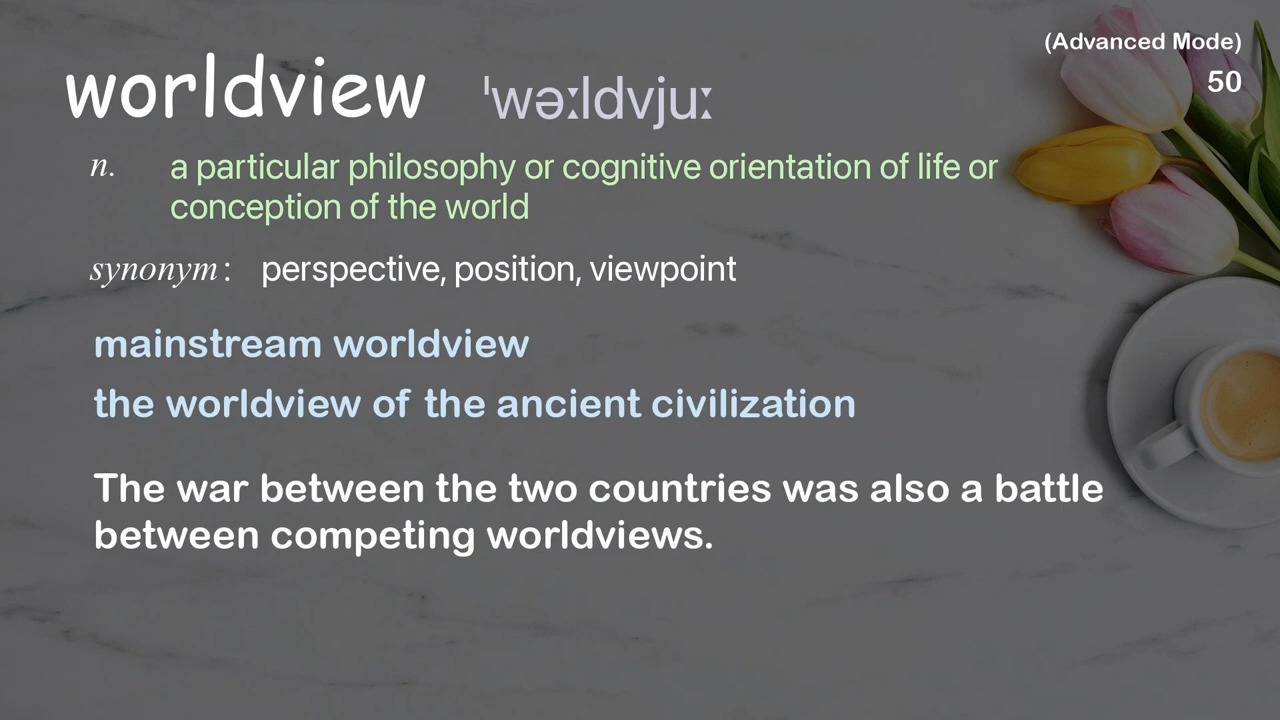 (Advanced Mode)
worldview ˈwəːldvjuː
50
n. a particular philosophy or cognitive orientation of life or
conception of the world
synonym: perspective, position, viewpoint
mainstream worldview
the worldview of the ancient civilization
The war between the two countries was also a battle
between competing worldviews.